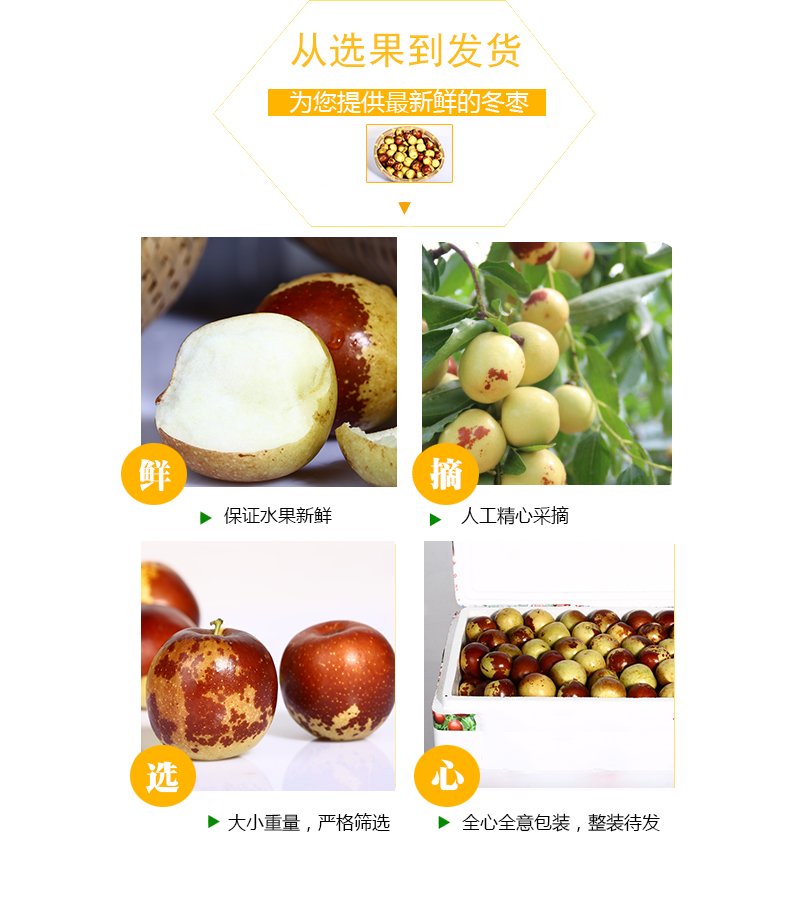 从选果到发货
为您提供最新鲜的冬枣
鲜
保证水果新鲜
摘
人工精心采摘
选
大小重量，严格筛选
心
全心全意包装，整装待发